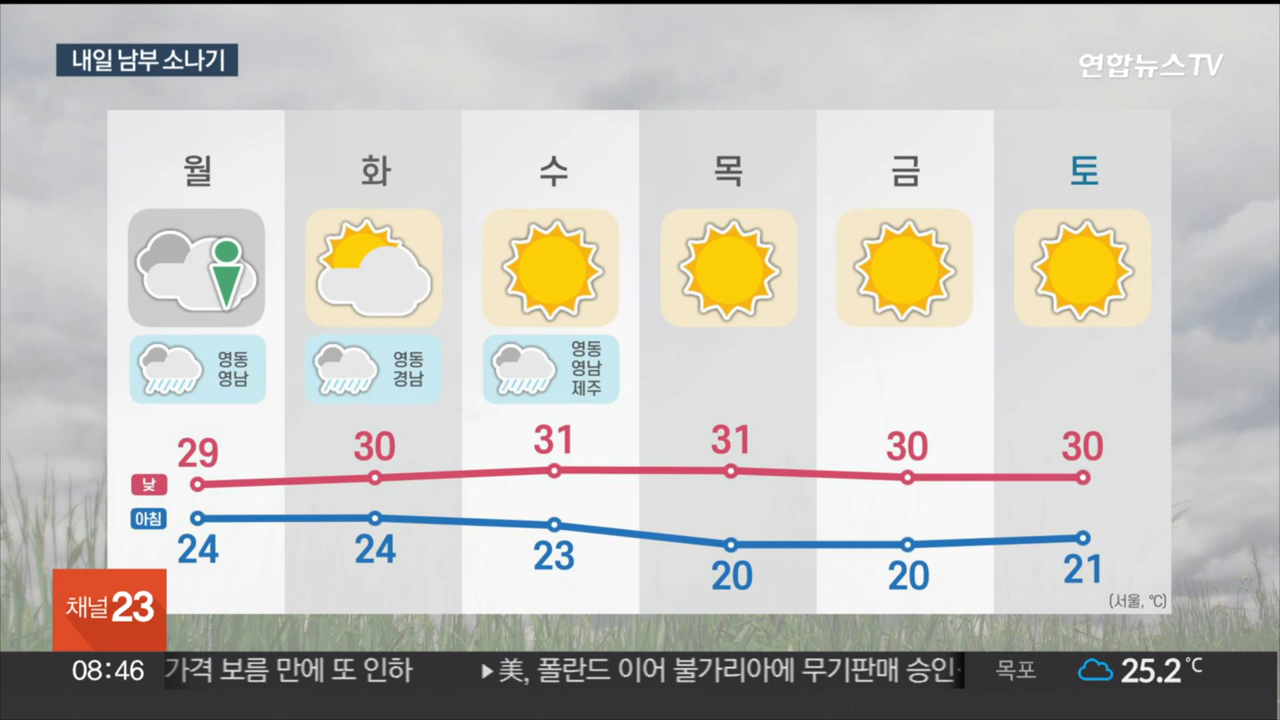 내일 남부 소나기
연합뉴스TV
월 화 수 목 금 토
영동
영남
영동
경남
영동
영남
제주
29 30 31 31 30 30
낮
아침
24 24 23 20 20 21
(서울, ℃)
채널 23
08:46 가격 보름 만에 또 인하 ▶美, 폴란드 이어 불가리아에 무기판매 승인 목포 25.2℃